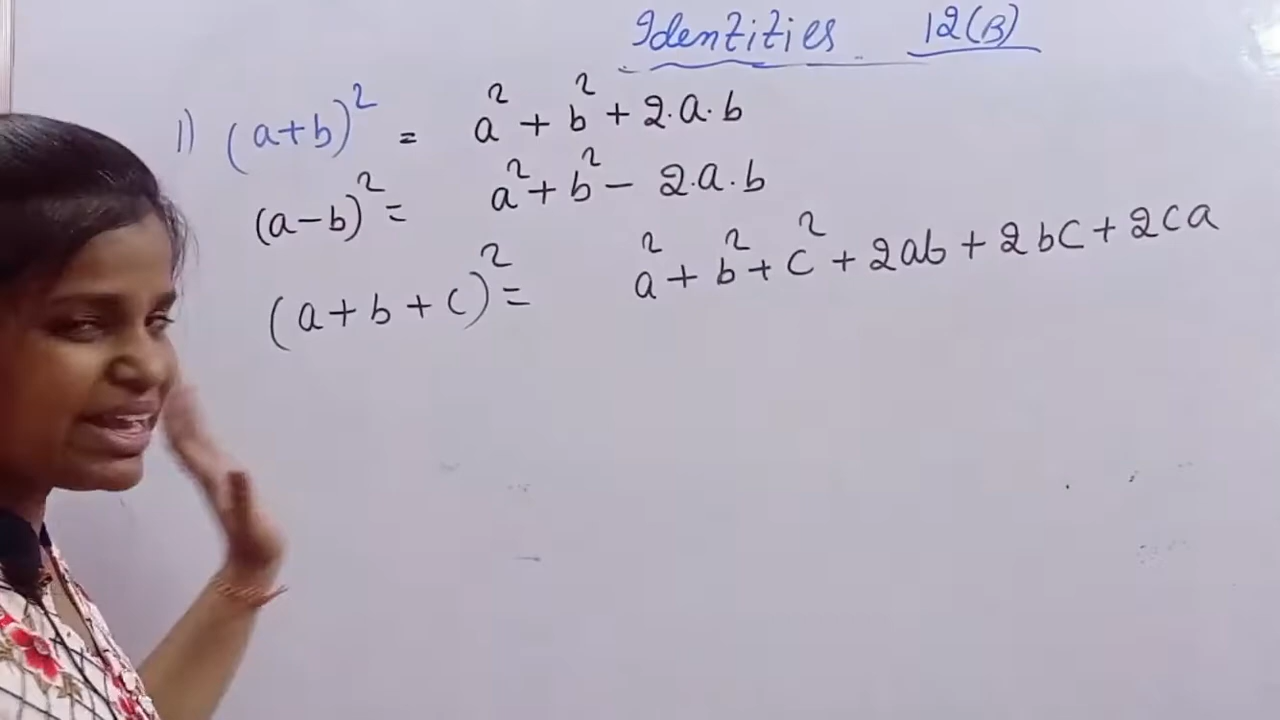 Identities 12(B)
1) (a+b)² = a² + b² + 2.a.b
(a-b)² = a² + b² - 2.a.b
(a+b+c)² = a² + b² + c² + 2ab + 2bc + 2ca